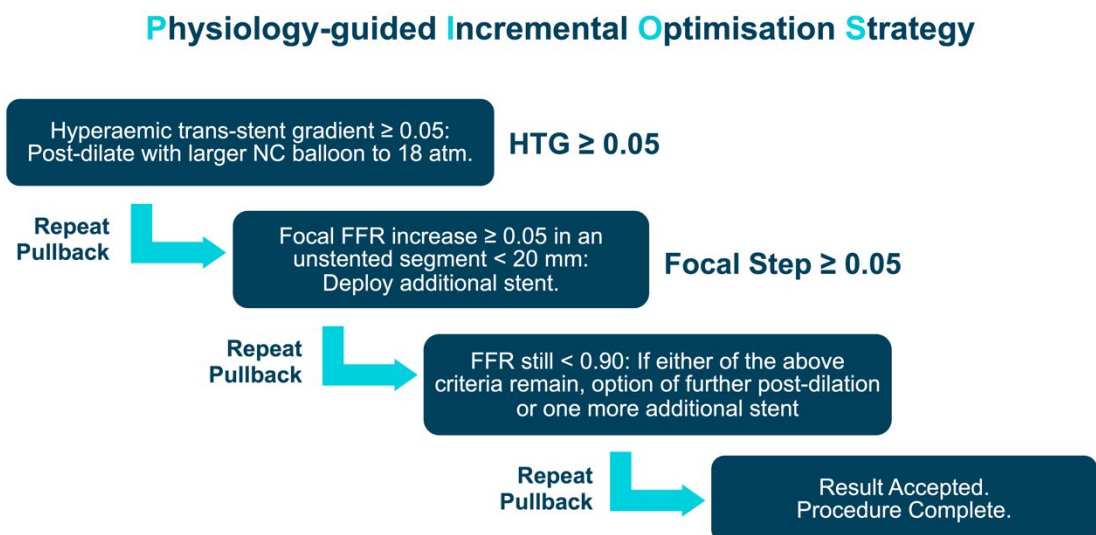 Physiology-guided Incremental Optimisation Strategy
Hyperaemic trans-stent gradient ≥ 0.05:
Post-dilate with larger NC balloon to 18 atm.
HTG ≥ 0.05
Repeat
Pullback
Focal FFR increase ≥ 0.05 in an
unstented segment < 20 mm:
Deploy additional stent.
Focal Step ≥ 0.05
Repeat
Pullback
FFR still < 0.90: If either of the above
criteria remain, option of further post-dilation
or one more additional stent
Repeat
Pullback
Result Accepted.
Procedure Complete.